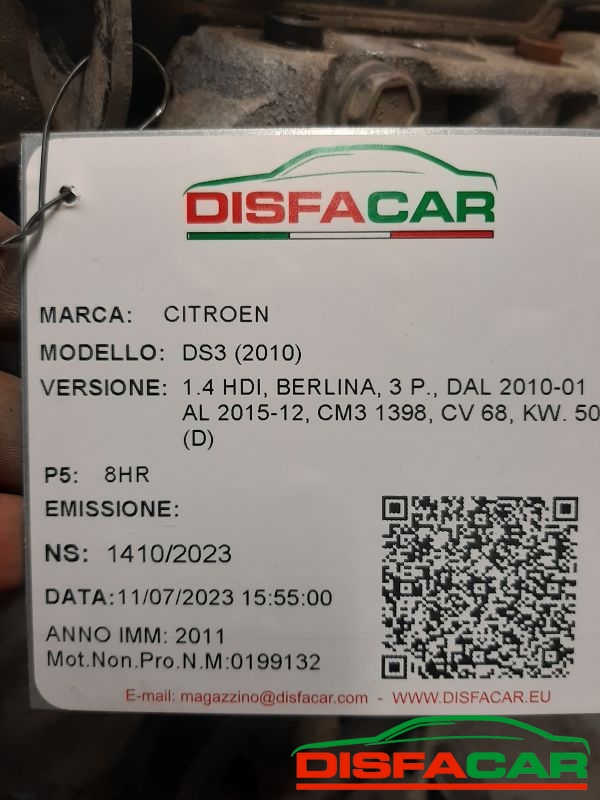 DISFACAR
MARCA: CITROEN
MODELLO: DS3 (2010)
VERSIONE: 1.4 HDI, BERLINA, 3 P., DAL 2010-01
AL 2015-12, CM3 1398, CV 68, KW. 50
(D)
P5: 8HR
EMISSIONE:
NS: 1410/2023
DATA:11/07/2023 15:55:00
ANNO IMM: 2011
Mot.Non.Pro.N.M:0199132
E-mail: magazzino@disfacar.com - WWW.DISFACAR.EU
DISFACAR